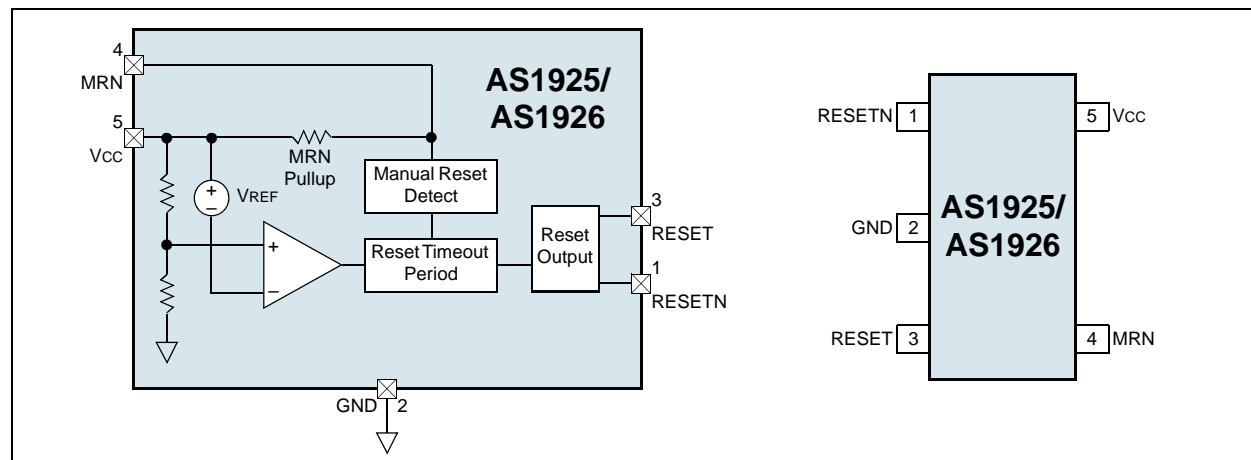 4
MRN
AS1925/
AS1926
5
VCC
MRN
Pullup
Manual Reset
Detect
+
−
VREF
+
−
Reset Timeout
Period
Reset
Output
3
RESET
1
RESETN
GND
2
AS1925/
AS1926
RESETN 1
5 VCC
GND 2
RESET 3
4 MRN